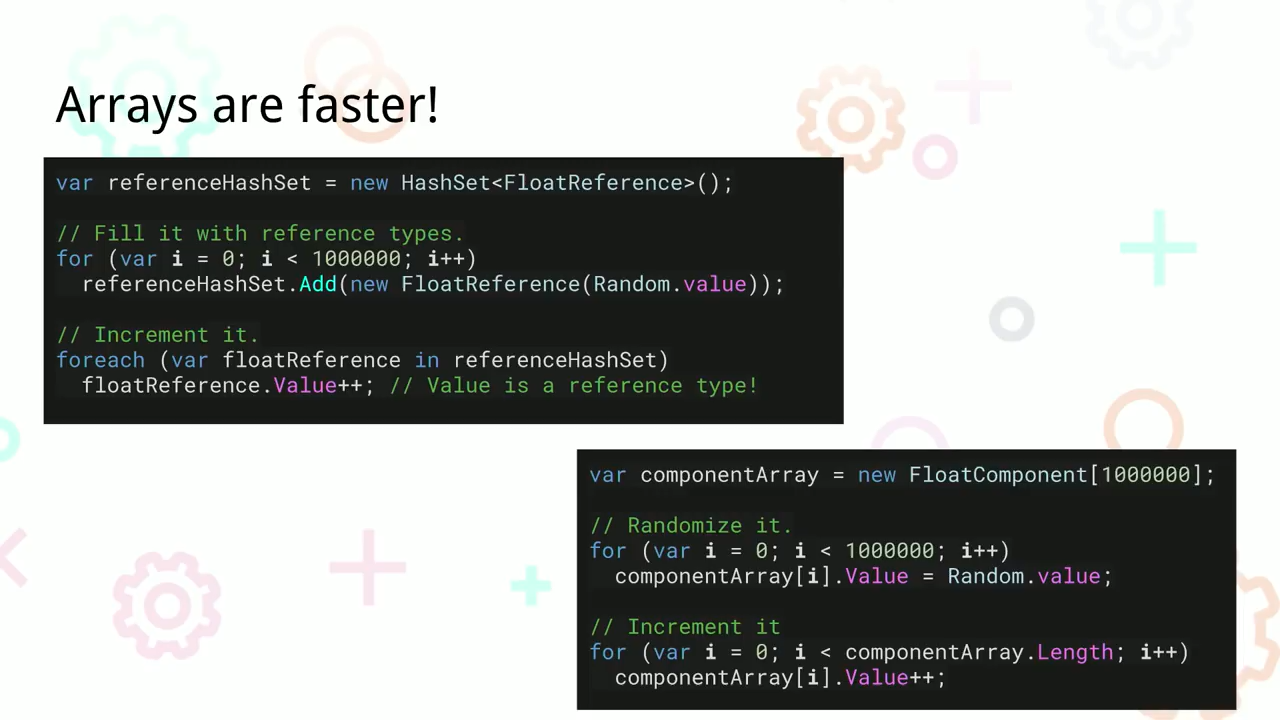 Arrays are faster!
var referenceHashSet = new HashSet<FloatReference>();
// Fill it with reference types.
for (var i = 0; i < 1000000; i++)
referenceHashSet.Add(new FloatReference(Random.value));
// Increment it.
foreach (var floatReference in referenceHashSet)
floatReference.Value++; // Value is a reference type!
var componentArray = new FloatComponent[1000000];
// Randomize it.
for (var i = 0; i < 1000000; i++)
componentArray[i].Value = Random.value;
// Increment it
for (var i = 0; i < componentArray.Length; i++)
componentArray[i].Value++;